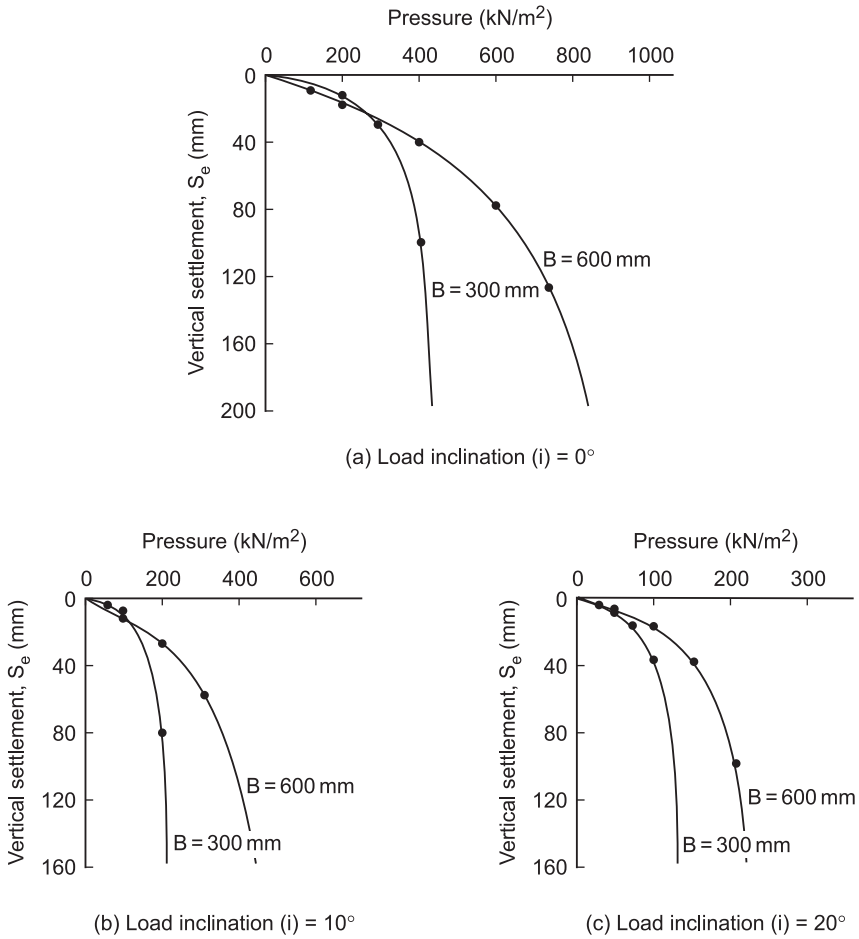 Pressure (kN/m²)
0 200 400 600 800 1000
0
40
80
120
160
200
Vertical settlement, Sₑ (mm)
B = 600 mm
B = 300 mm
(a) Load inclination (i) = 0°
Pressure (kN/m²)
0 200 400 600
0
40
80
120
160
Vertical settlement, Sₑ (mm)
B = 600 mm
B = 300 mm
(b) Load inclination (i) = 10°
Pressure (kN/m²)
0 100 200 300
0
40
80
120
160
Vertical settlement, Sₑ (mm)
B = 600 mm
B = 300 mm
(c) Load inclination (i) = 20°